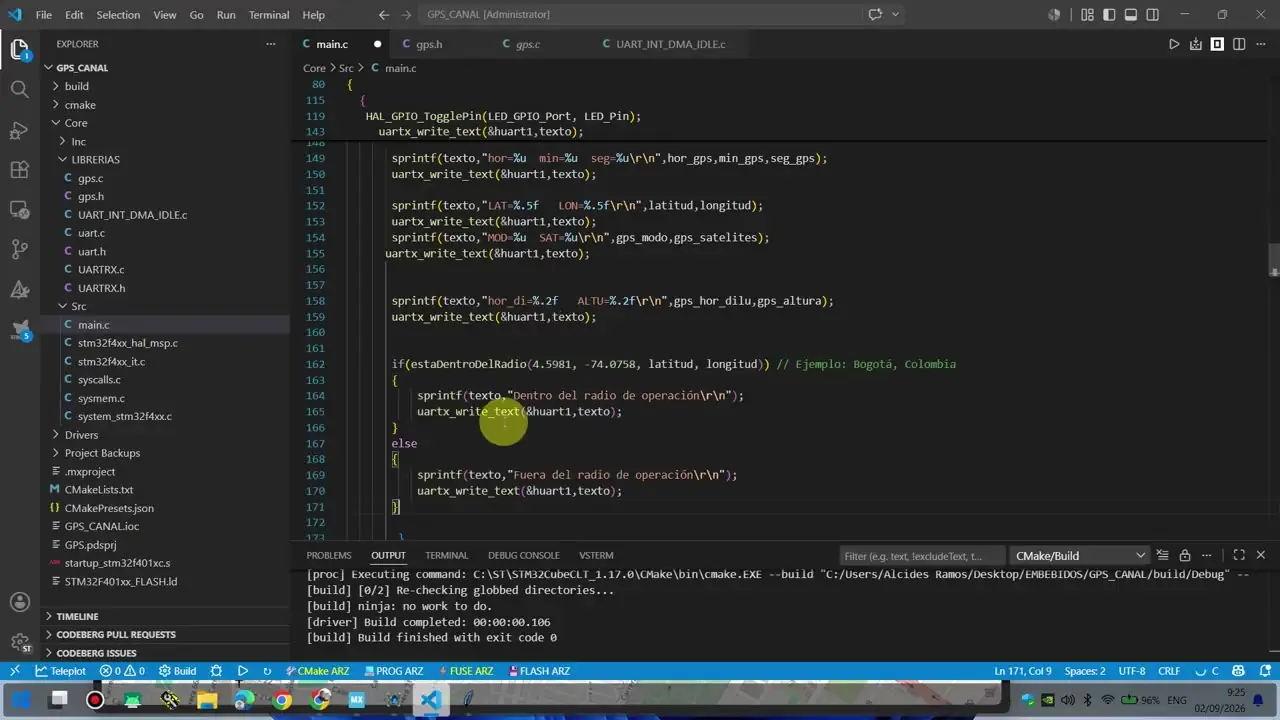 File Edit Selection View Go Run Terminal Help
GPS_CANAL [Administrator]
EXPLORER
main.c gps.h gps.c UART_INT_DMA_IDLE.c
GPS_CANAL
Core > Src > C main.c
build
cmake
Core
Inc
LIBRERIAS
gps.c
gps.h
UART_INT_DMA_IDLE.c
uart.c
uart.h
UARTRX.c
UARTRX.h
Src
main.c
stm32f4xx_hal_msp.c
stm32f4xx_it.c
syscalls.c
sysmem.c
system_stm32f4xx.c
Drivers
Project Backups
.mxproject
CMakeLists.txt
CMakePresets.json
GPS_CANAL.ioc
GPS.pdsprj
startup_stm32f401xc.s
STM32F401XX_FLASH.ld
TIMELINE
CODEBERG PULL REQUESTS
CODEBERG ISSUES
80 {
115 {
119 HAL_GPIO_TogglePin(LED_GPIO_Port, LED_Pin);
143 uartx_write_text(&huart1,texto);
148
149 sprintf(texto,"hor=%u  min=%u  seg=%u\r\n",hor_gps,min_gps,seg_gps);
150 uartx_write_text(&huart1,texto);
151
152 sprintf(texto,"LAT=%.5f   LON=%.5f\r\n",latitud,longitud);
153 uartx_write_text(&huart1,texto);
154 sprintf(texto,"MOD=%u  SAT=%u\r\n",gps_modo,gps_satelites);
155 uartx_write_text(&huart1,texto);
156
157
158 sprintf(texto,"hor_di=%.2f   ALTU=%.2f\r\n",gps_hor_dilu,gps_altura);
159 uartx_write_text(&huart1,texto);
160
161
162 if(estaDentroDelRadio(4.5981, -74.0758, latitud, longitud)) // Ejemplo: Bogotá, Colombia
163 {
164 sprintf(texto,"Dentro del radio de operación\r\n");
165 uartx_write_text(&huart1,texto);
166 }
167 else
168 {
169 sprintf(texto,"Fuera del radio de operación\r\n");
170 uartx_write_text(&huart1,texto);
171 }
172
173 }
PROBLEMS OUTPUT TERMINAL DEBUG CONSOLE VSTERM
Filter (e.g. text, !excludeText, t...
CMake/Build
[proc] Executing command: C:\ST\STM32CubeCLT_1.17.0\CMake\bin\cmake.EXE --build "C:/Users/Alcides Ramos/Desktop/EMBEBIDOS/GPS_CANAL/build/Debug" --
[build] [0/2] Re-checking globbed directories...
[build] ninja: no work to do.
[driver] Build completed: 00:00:00.106
[build] Build finished with exit code 0
Teleplot 0 0 Build CMake ARZ PROG ARZ FUSE ARZ FLASH ARZ Ln 171, Col 9 Spaces: 2 UTF-8 CRLF C
96% ENG
9:25
02/09/2026